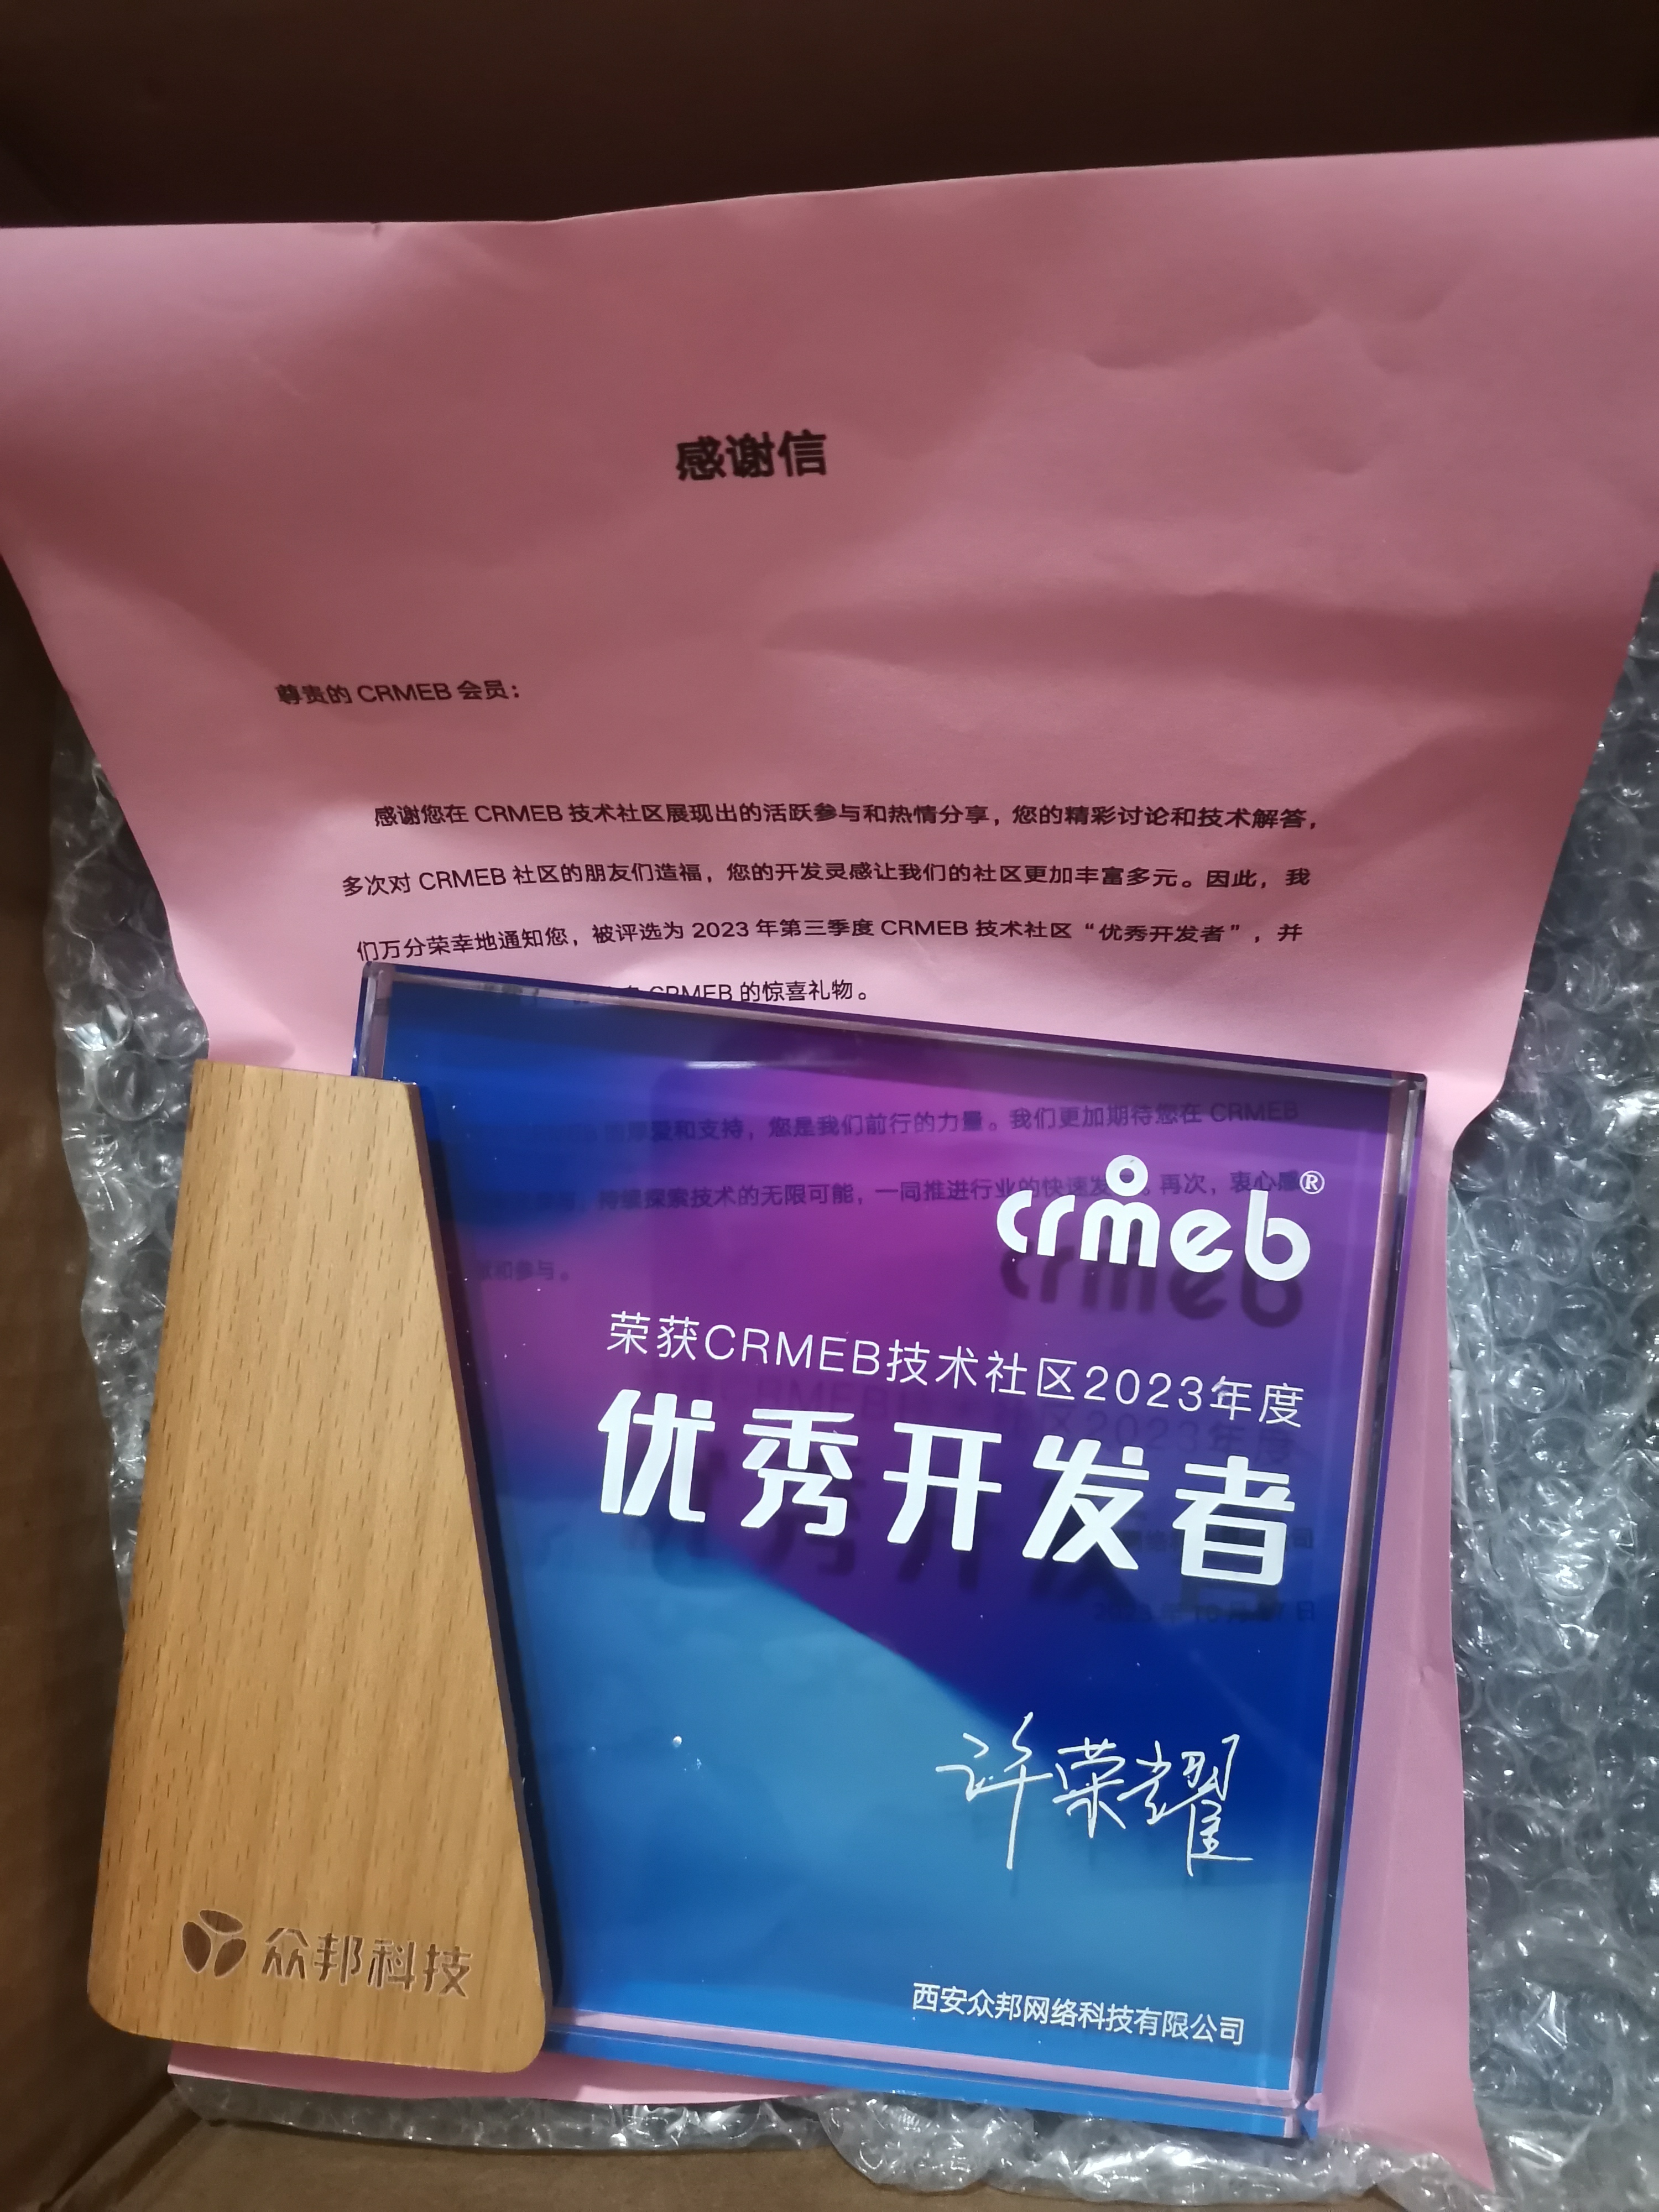 感谢信
尊贵的 CRMEB 会员：
感谢您在 CRMEB 技术社区展现出的活跃参与和热情分享，您的精彩讨论和技术解答，
多次对 CRMEB 社区的朋友们造福，您的开发灵感让我们的社区更加丰富多元。因此，我
们万分荣幸地通知您，被评选为 2023 年第三季度 CRMEB 技术社区“优秀开发者”，并
CRMEB 的惊喜礼物。
厚爱和支持，您是我们前行的力量。我们更加期待您在 CRMEB
探索技术的无限可能，一同推进行业的快速发 。再次，衷心感
和参与。
crmeb®
荣获CRMEB技术社区2023年度
优秀开发者
许荣耀
众邦科技
西安众邦网络科技有限公司